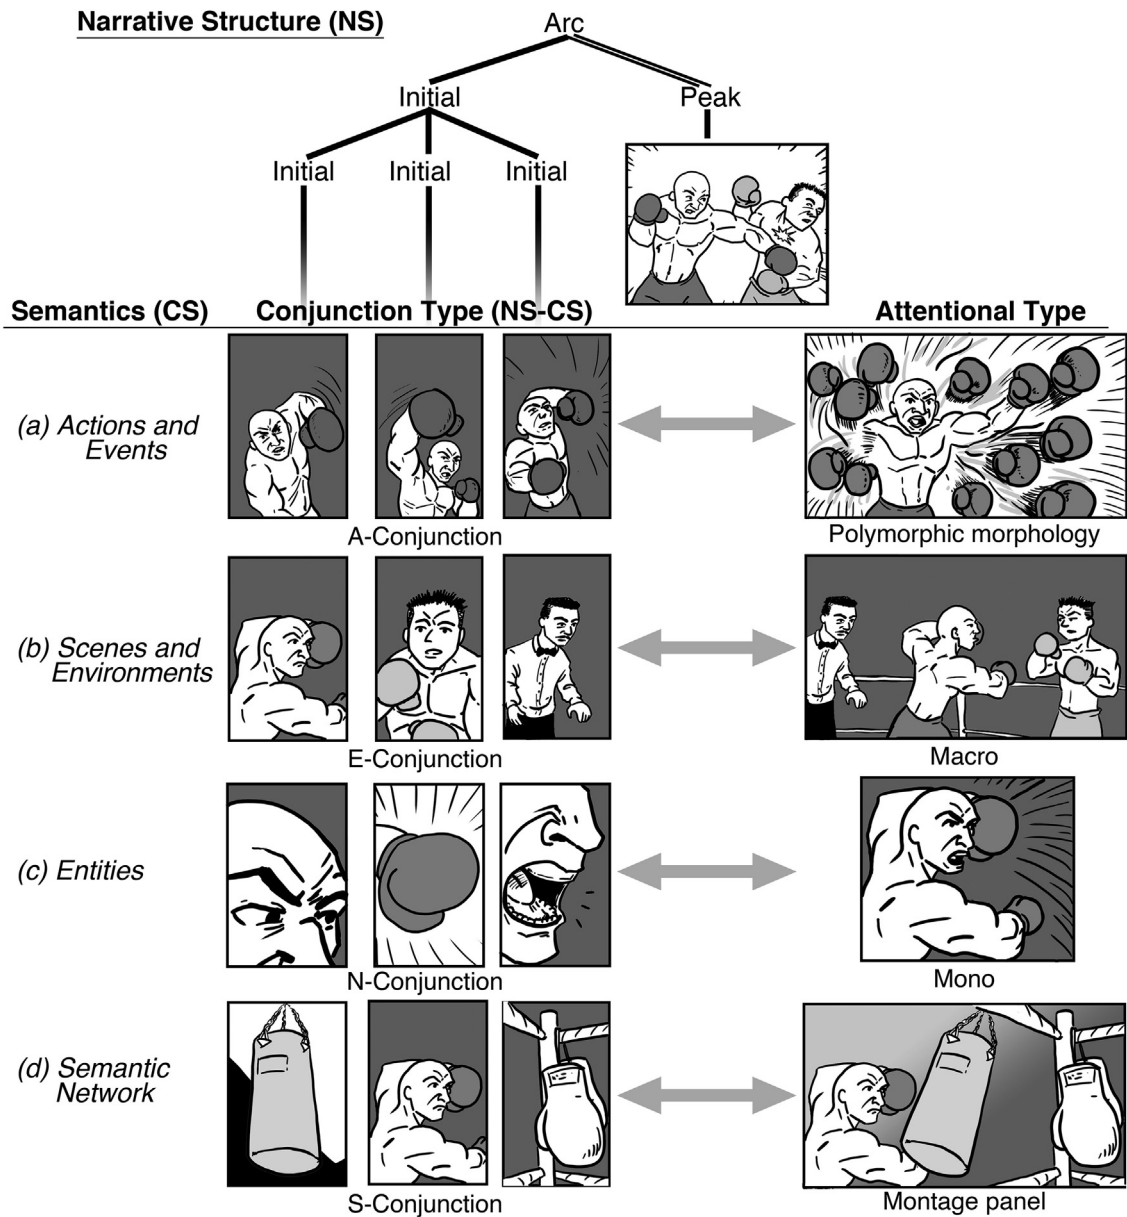 Narrative Structure (NS)
Arc
Initial
Peak
Initial
Initial
Initial
Semantics (CS)
Conjunction Type (NS-CS)
Attentional Type
(a) Actions and
Events
A-Conjunction
Polymorphic morphology
(b) Scenes and
Environments
E-Conjunction
Macro
(c) Entities
N-Conjunction
Mono
(d) Semantic
Network
S-Conjunction
Montage panel